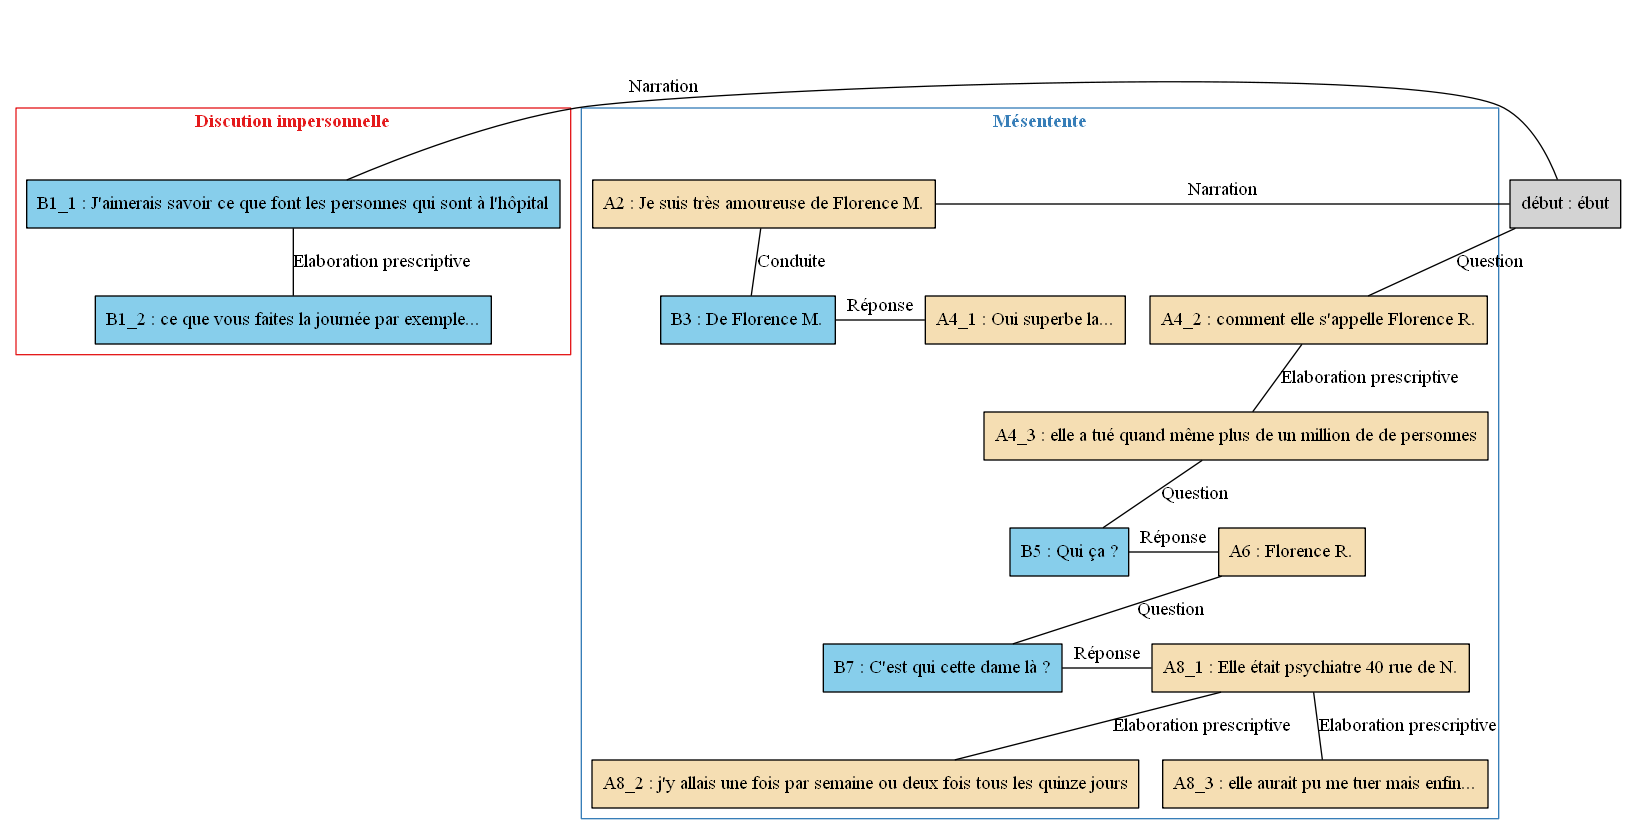 Narration
Discution impersonnelle
Mésentente
B1_1 : J'aimerais savoir ce que font les personnes qui sont à l'hôpital
A2 : Je suis très amoureuse de Florence M.
Narration
début : ébut
Elaboration prescriptive
Conduite
Question
B1_2 : ce que vous faites la journée par exemple...
B3 : De Florence M.
Réponse
A4_1 : Oui superbe la...
A4_2 : comment elle s'appelle Florence R.
Elaboration prescriptive
A4_3 : elle a tué quand même plus de un million de de personnes
Question
B5 : Qui ça ?
Réponse
A6 : Florence R.
Question
B7 : C'est qui cette dame là ?
Réponse
A8_1 : Elle était psychiatre 40 rue de N.
Elaboration prescriptive
Elaboration prescriptive
A8_2 : j'y allais une fois par semaine ou deux fois tous les quinze jours
A8_3 : elle aurait pu me tuer mais enfin...